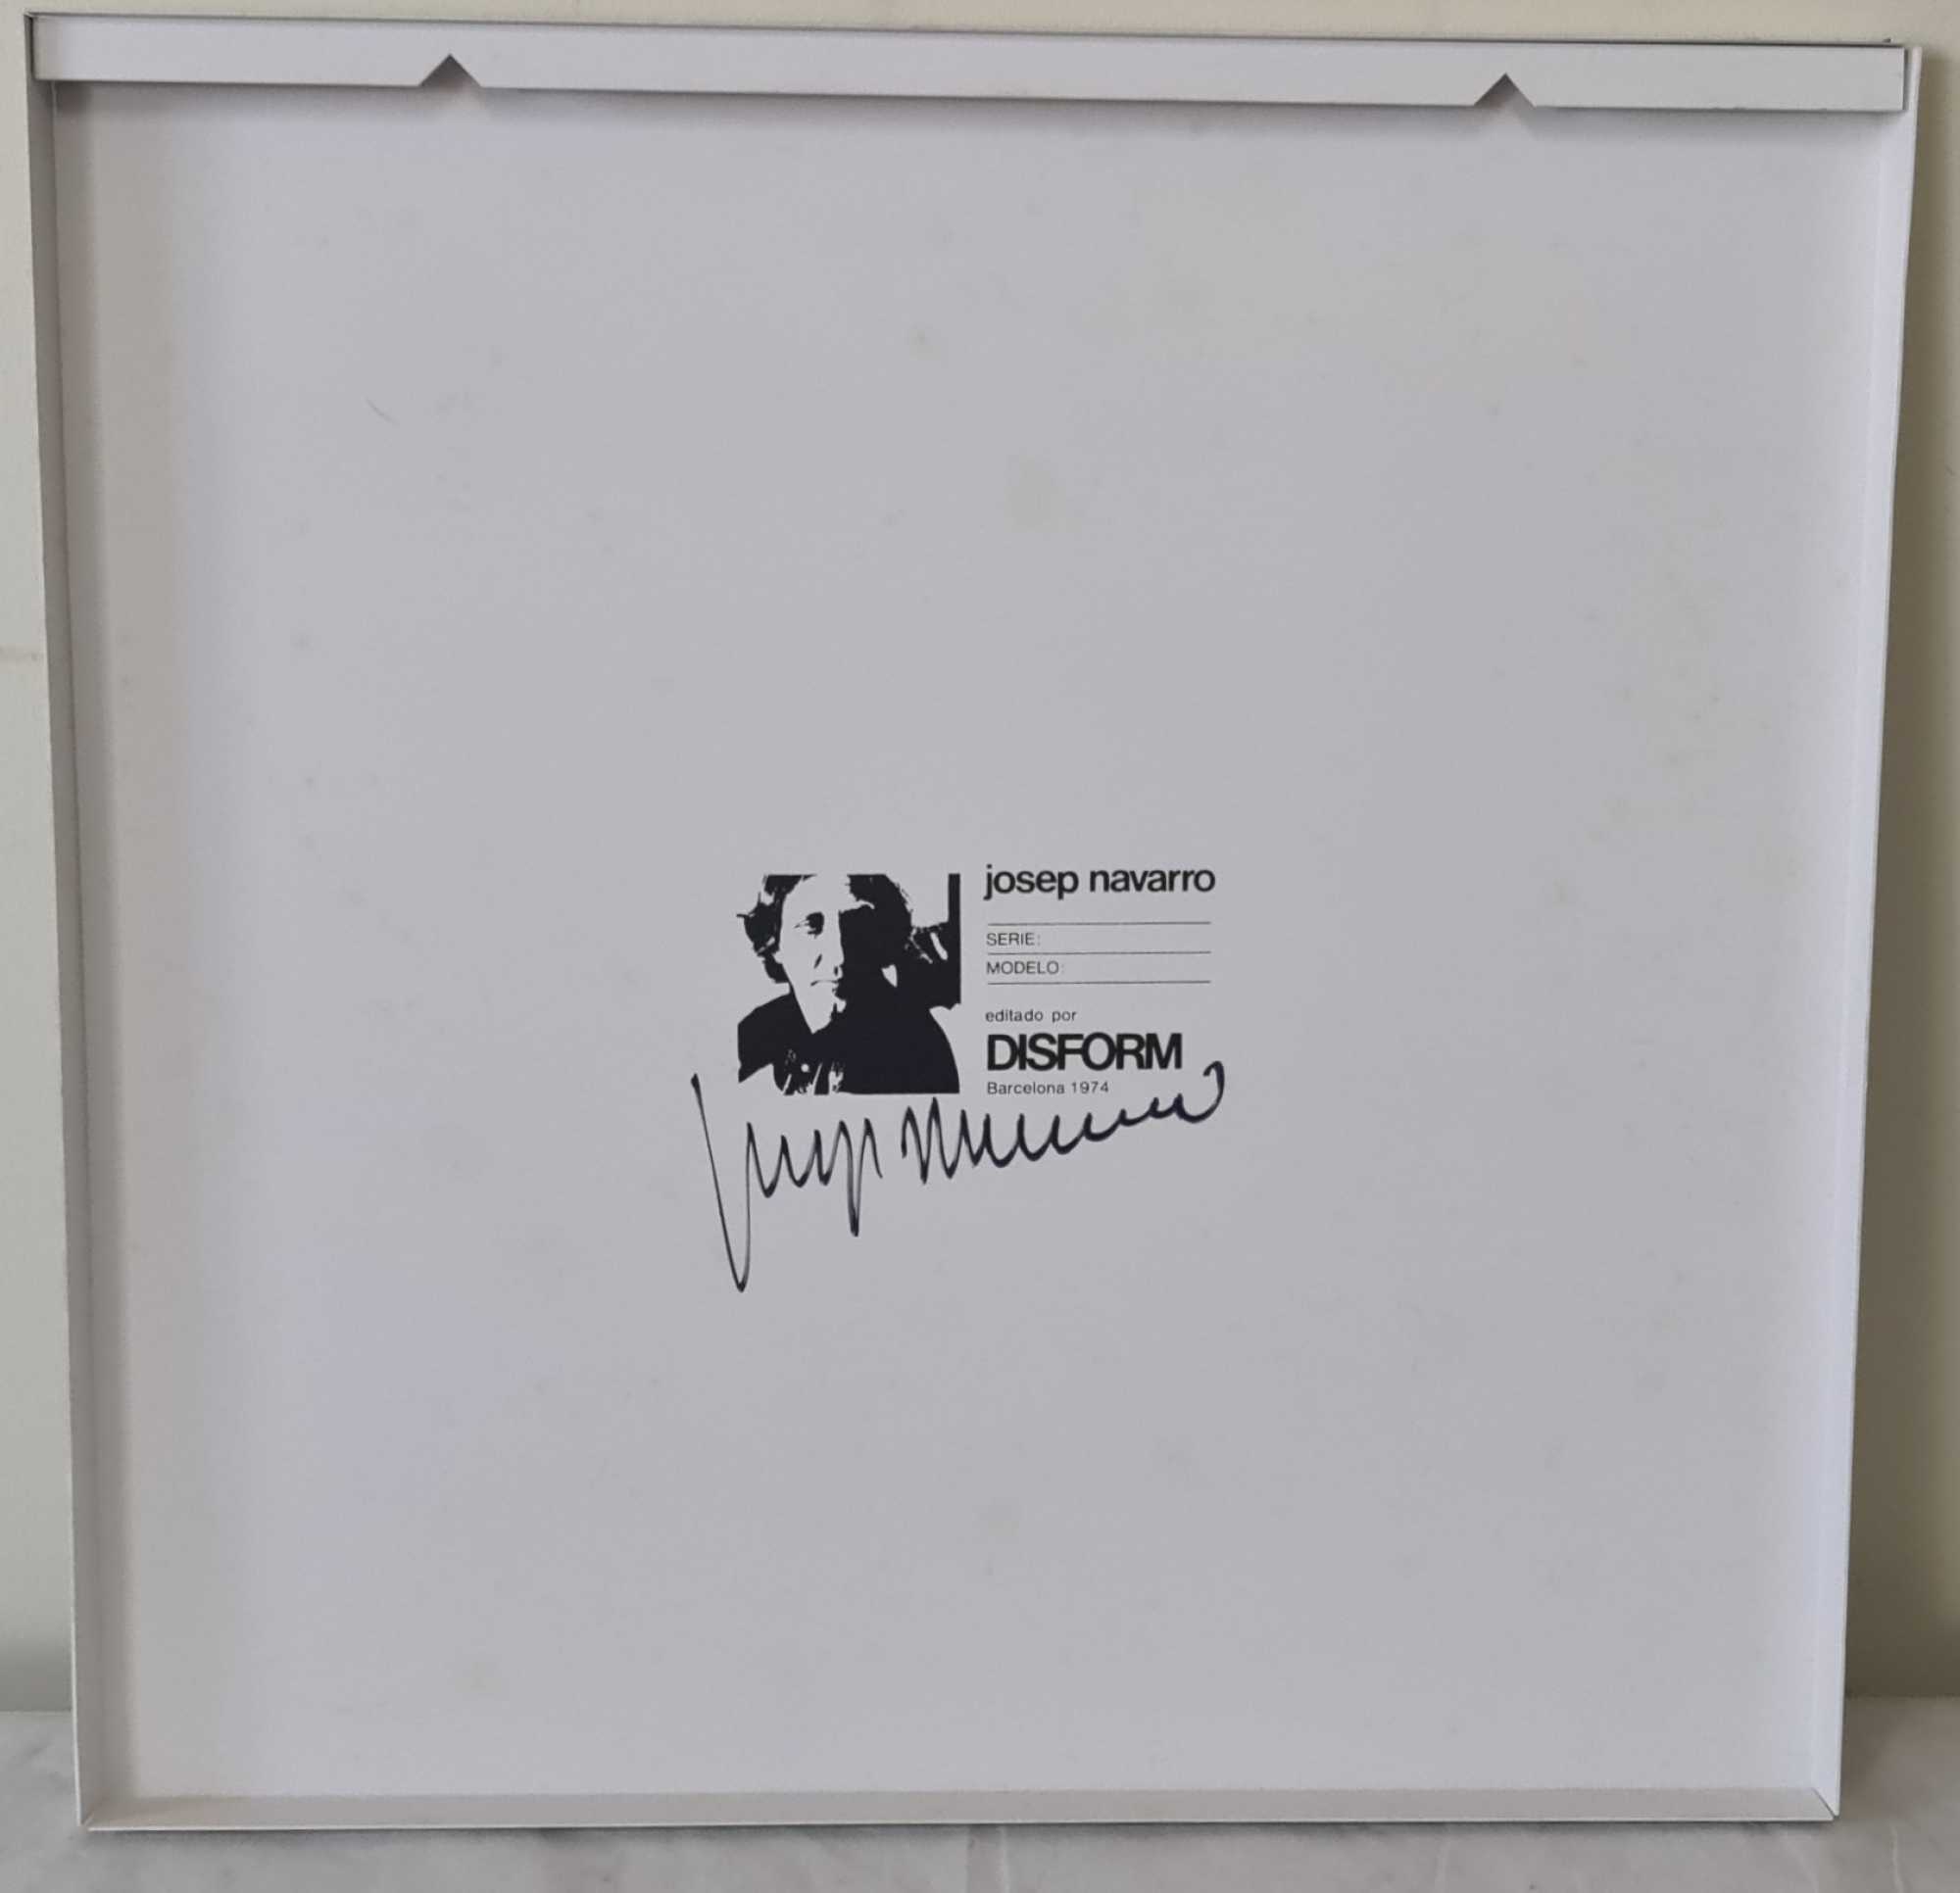 josep navarro
SERIE:
MODELO:
editado por
DISFORM
Barcelona 1974